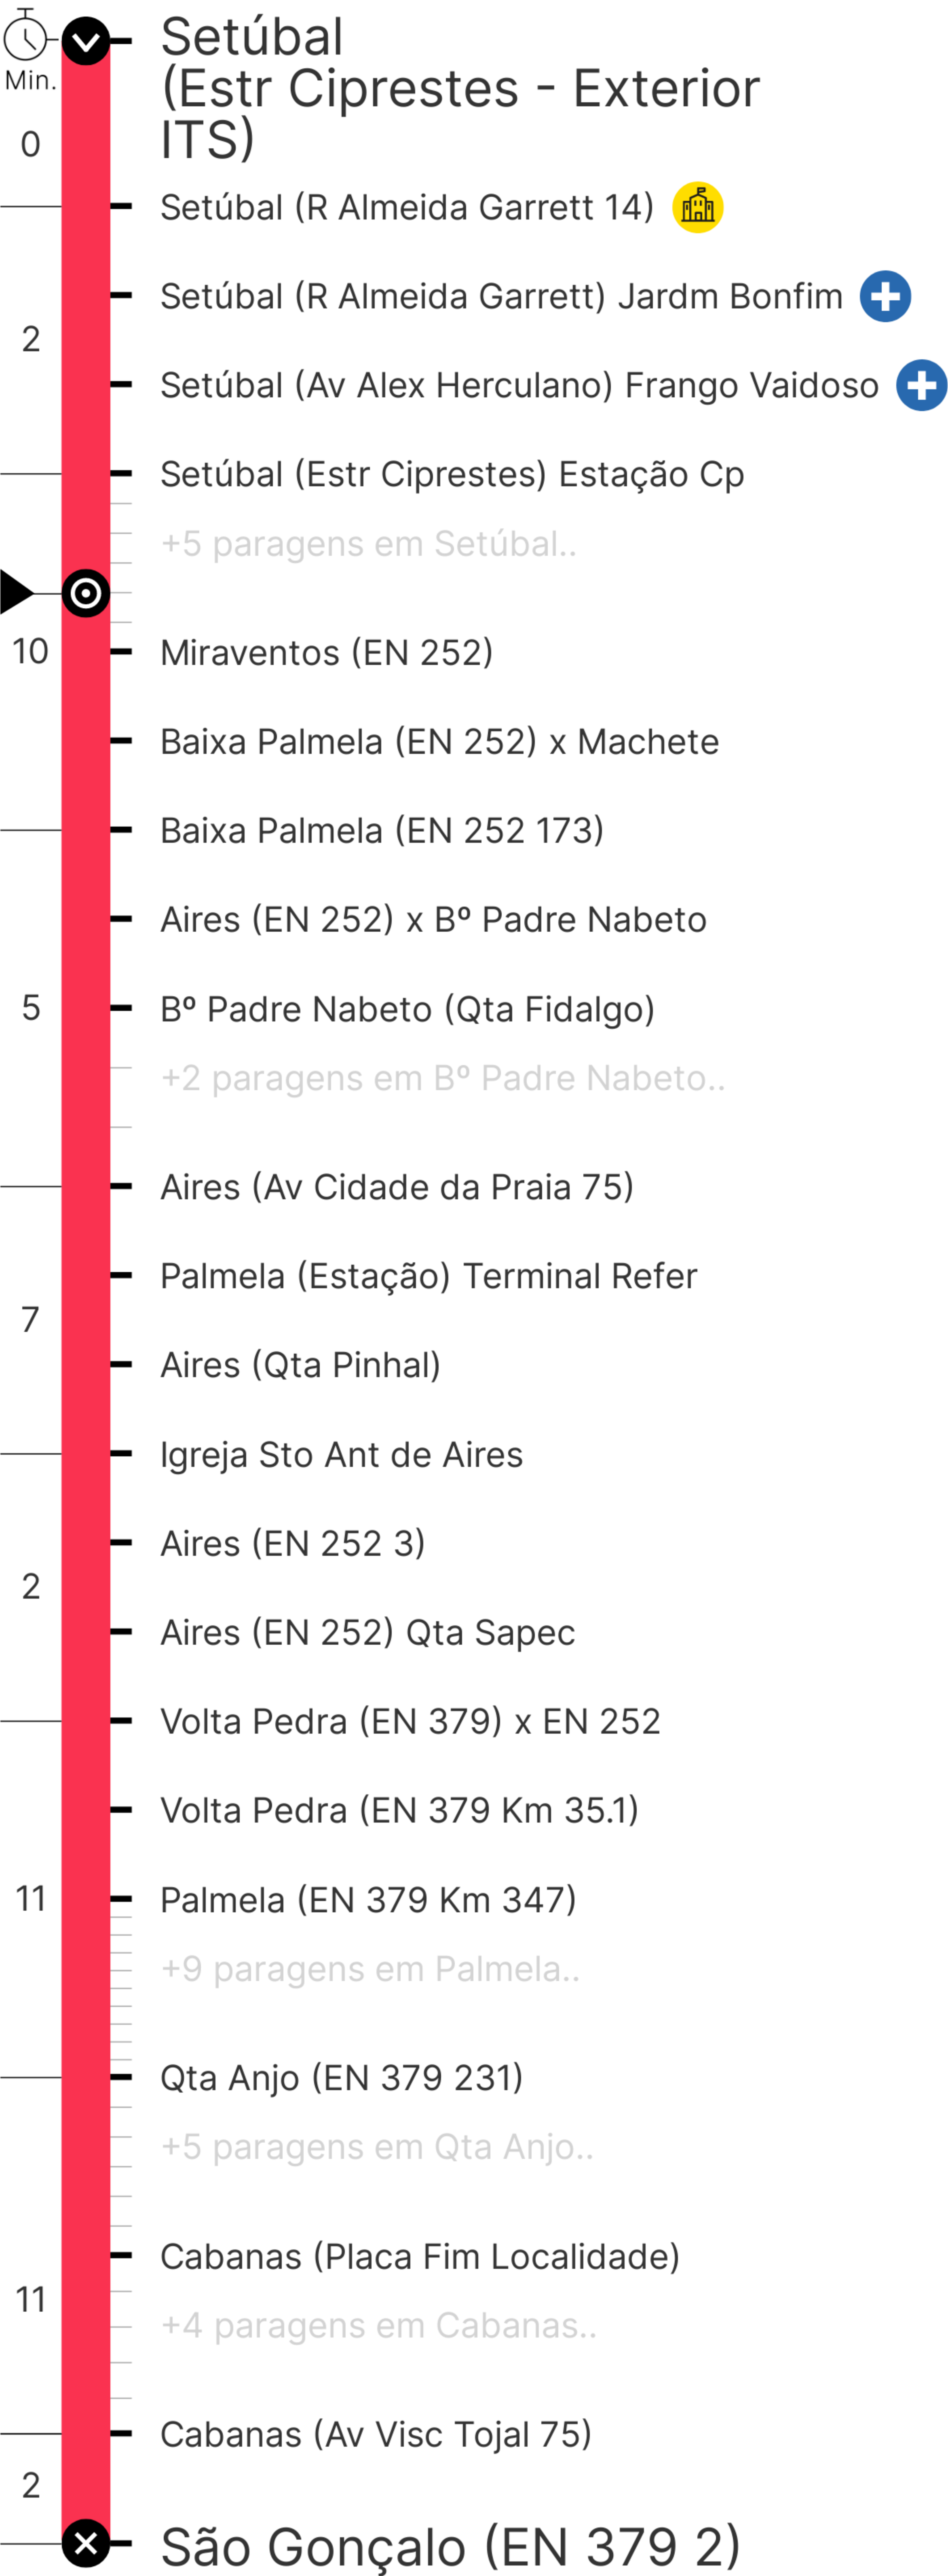 Min.
Setúbal
(Estr Ciprestes - Exterior
ITS)
0
Setúbal (R Almeida Garrett 14)
Setúbal (R Almeida Garrett) Jardm Bonfim
2
Setúbal (Av Alex Herculano) Frango Vaidoso
Setúbal (Estr Ciprestes) Estação Cp
+5 paragens em Setúbal..
10
Miraventos (EN 252)
Baixa Palmela (EN 252) x Machete
Baixa Palmela (EN 252 173)
Aires (EN 252) x Bº Padre Nabeto
5
Bº Padre Nabeto (Qta Fidalgo)
+2 paragens em Bº Padre Nabeto..
Aires (Av Cidade da Praia 75)
Palmela (Estação) Terminal Refer
7
Aires (Qta Pinhal)
Igreja Sto Ant de Aires
Aires (EN 252 3)
2
Aires (EN 252) Qta Sapec
Volta Pedra (EN 379) x EN 252
Volta Pedra (EN 379 Km 35.1)
11
Palmela (EN 379 Km 347)
+9 paragens em Palmela..
Qta Anjo (EN 379 231)
+5 paragens em Qta Anjo..
Cabanas (Placa Fim Localidade)
11
+4 paragens em Cabanas..
Cabanas (Av Visc Tojal 75)
2
São Gonçalo (EN 379 2)